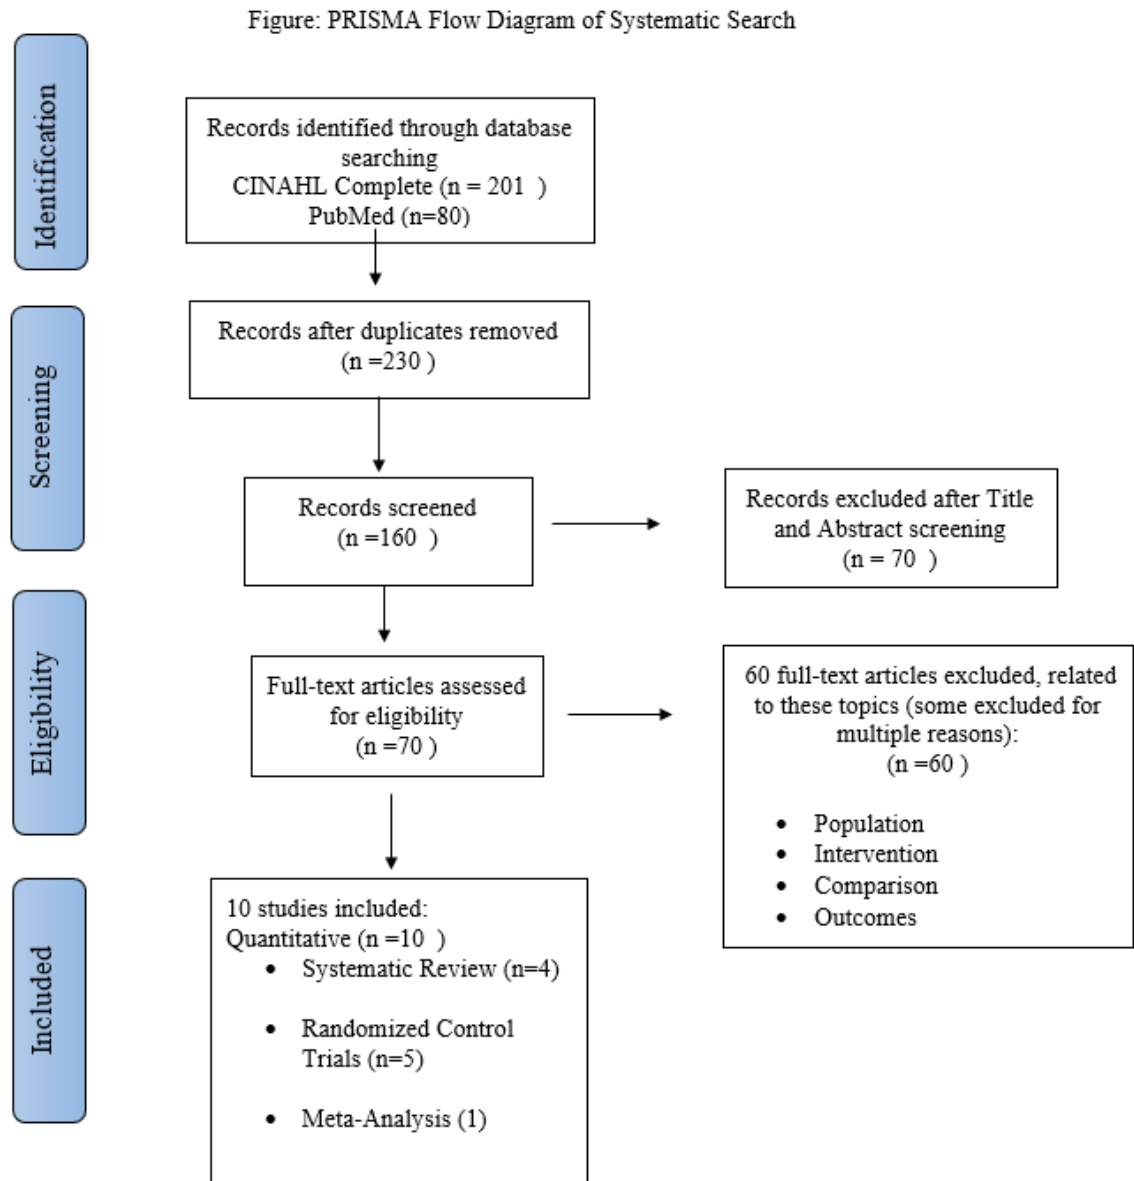 Figure: PRISMA Flow Diagram of Systematic Search
Identification
Records identified through database
searching
CINAHL Complete (n = 201 )
PubMed (n=80)
Screening
Records after duplicates removed
(n =230 )
Records screened
(n =160 )
Records excluded after Title
and Abstract screening
(n = 70 )
Eligibility
Full-text articles assessed
for eligibility
(n =70 )
60 full-text articles excluded, related
to these topics (some excluded for
multiple reasons):
(n =60 )
• Population
• Intervention
• Comparison
• Outcomes
Included
10 studies included:
Quantitative (n =10 )
• Systematic Review (n=4)
• Randomized Control
Trials (n=5)
• Meta-Analysis (1)